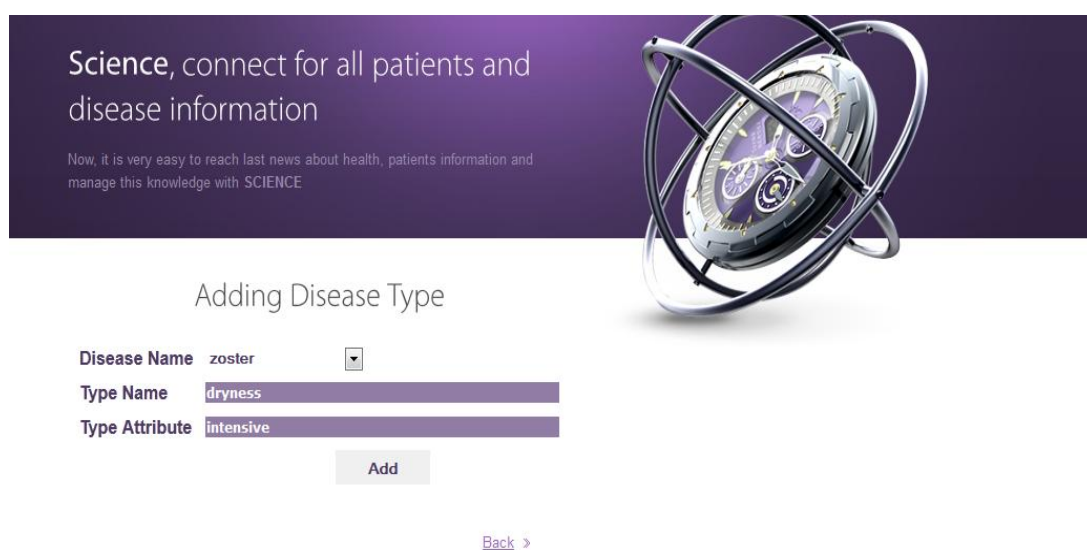 Science, connect for all patients and
disease information
Now, it is very easy to reach last news about health, patients information and
manage this knowledge with SCIENCE
Adding Disease Type
Disease Name zoster
Type Name dryness
Type Attribute intensive
Add
Back »